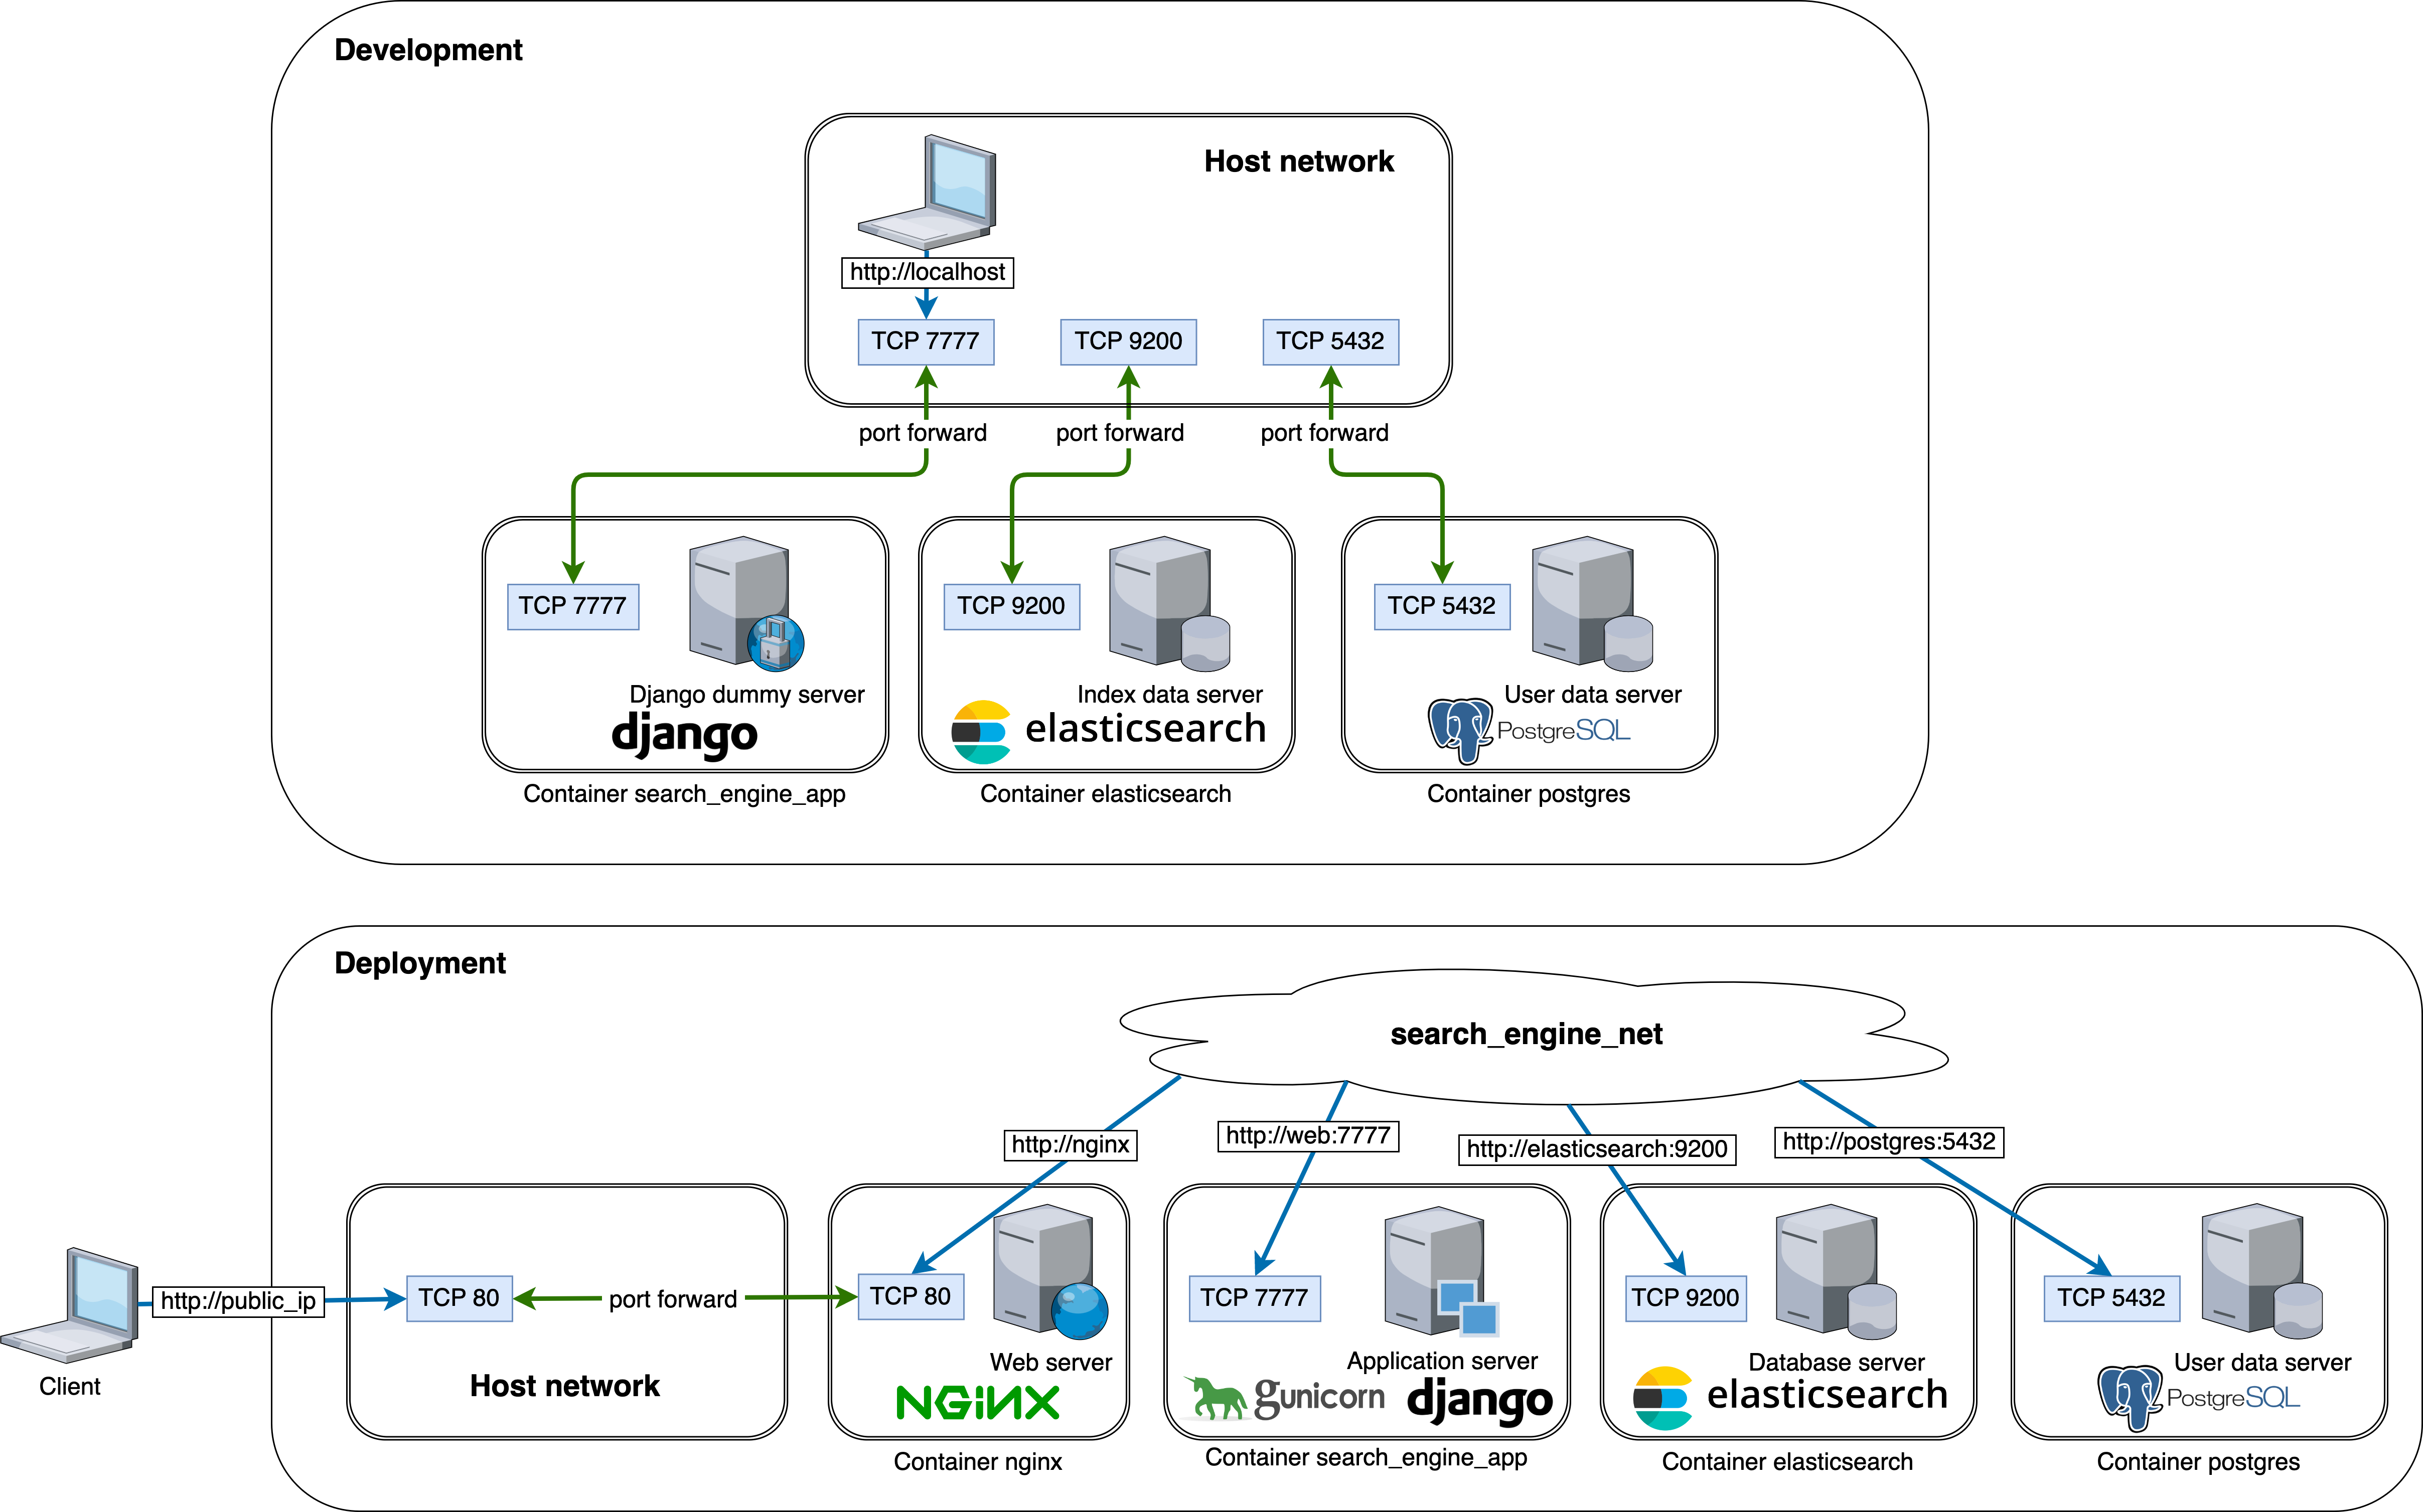 Development
Host network
http://localhost
TCP 7777
TCP 9200
TCP 5432
port forward
port forward
port forward
TCP 7777
TCP 9200
TCP 5432
Django dummy server
django
Index data server
elasticsearch
User data server
PostgreSQL
Container search_engine_app
Container elasticsearch
Container postgres
Deployment
search_engine_net
http://nginx
http://web:7777
http://elasticsearch:9200
http://postgres:5432
http://public_ip
TCP 80
port forward
TCP 80
TCP 7777
TCP 9200
TCP 5432
Client
Host network
Web server
NGINX
Application server
gunicorn
django
Database server
elasticsearch
User data server
PostgreSQL
Container nginx
Container search_engine_app
Container elasticsearch
Container postgres